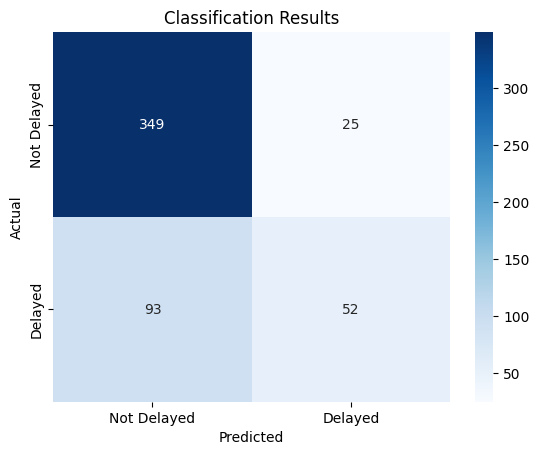 Classification Results
Not Delayed
Delayed
Actual
349
25
93
52
Not Delayed
Delayed
Predicted
300
250
200
150
100
50